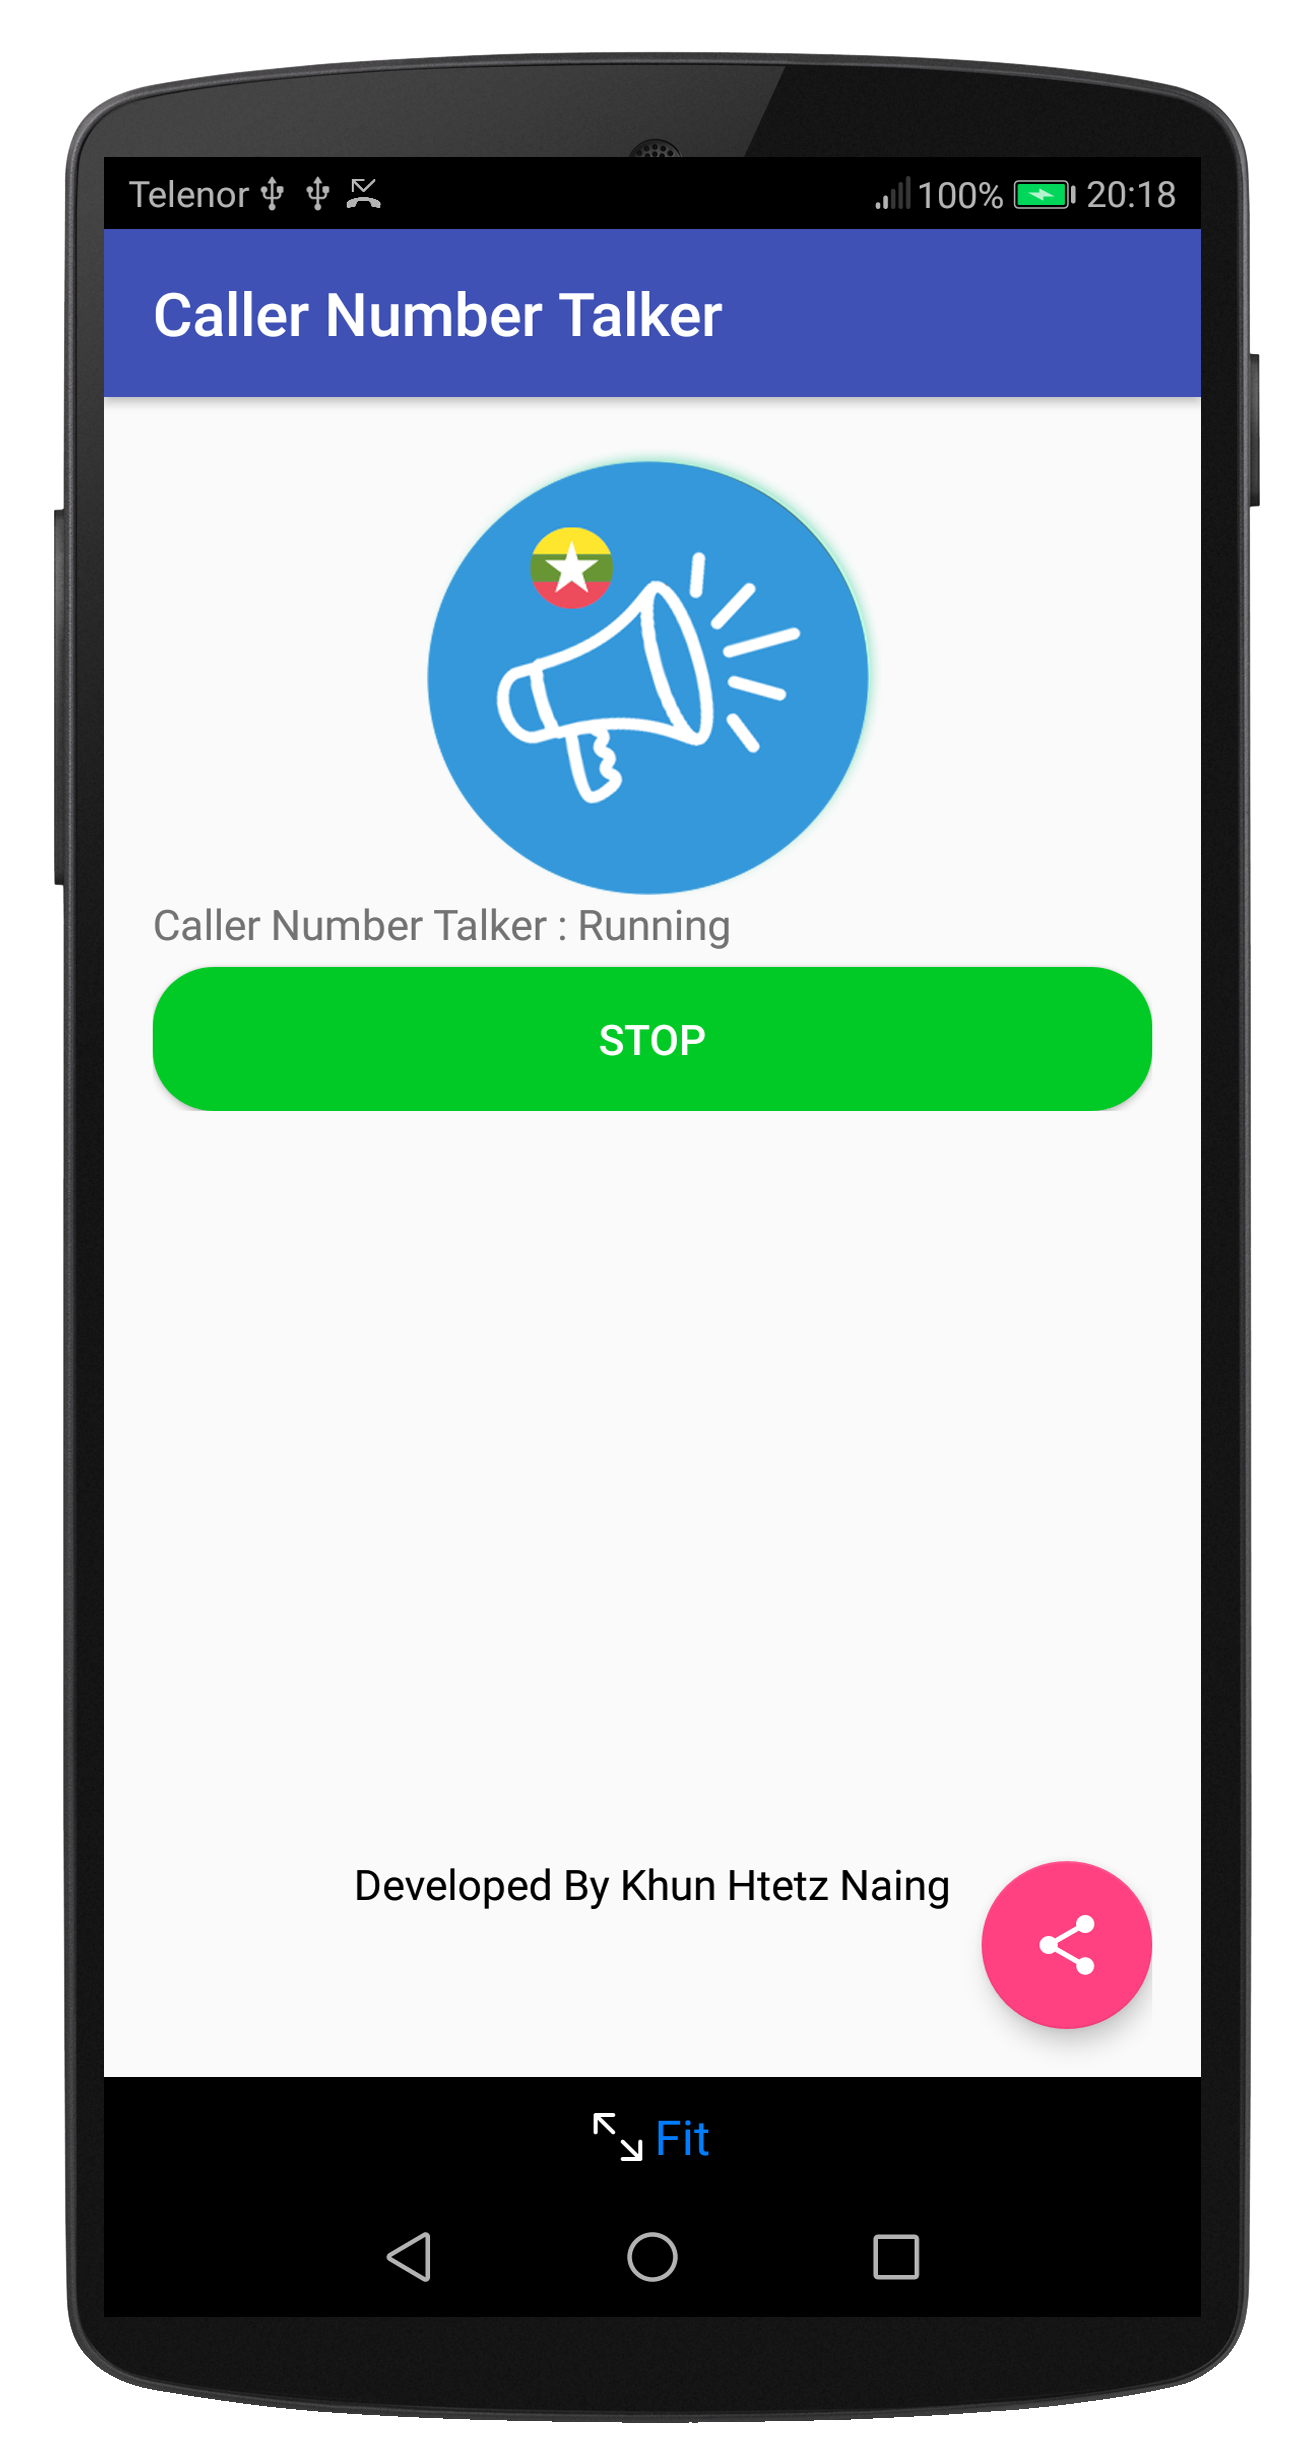 Telenor 100% 20:18
Caller Number Talker
Caller Number Talker : Running
STOP
Developed By Khun Htetz Naing
Fit